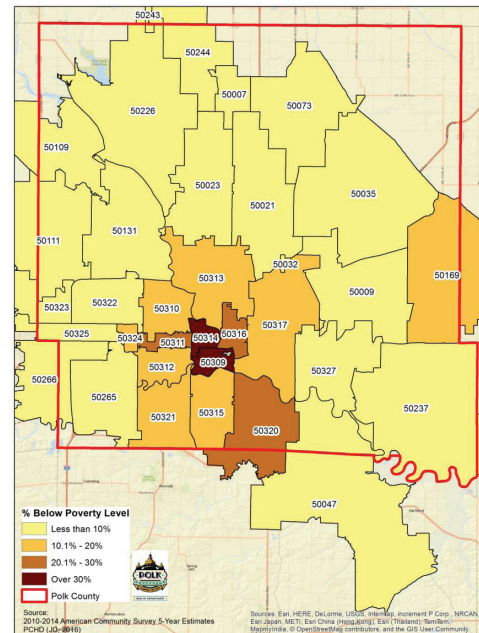 50243
50244
50007
50073
50226
50109
50023
50021
50035
50111
50131
50032
50169
50313
50323
50322
50310
50317
50009
50325
50324
50311
50314
50316
50309
50312
50327
50266
50265
50237
50321
50315
50320
50047
% Below Poverty Level
Less than 10%
10.1% - 20%
20.1% - 30%
Over 30%
Polk County
POLK
Source:
2010-2014 American Community Survey 5-Year Estimates
PCHD (JO-2016)
Sources: Esri, HERE, DeLorme, USGS, Intermap, increment P Corp., NRCAN,
Esri Japan, METI, Esri China (Hong Kong), Esri (Thailand), TomTom,
MapmyIndia, © OpenStreetMap contributors, and the GIS User Community